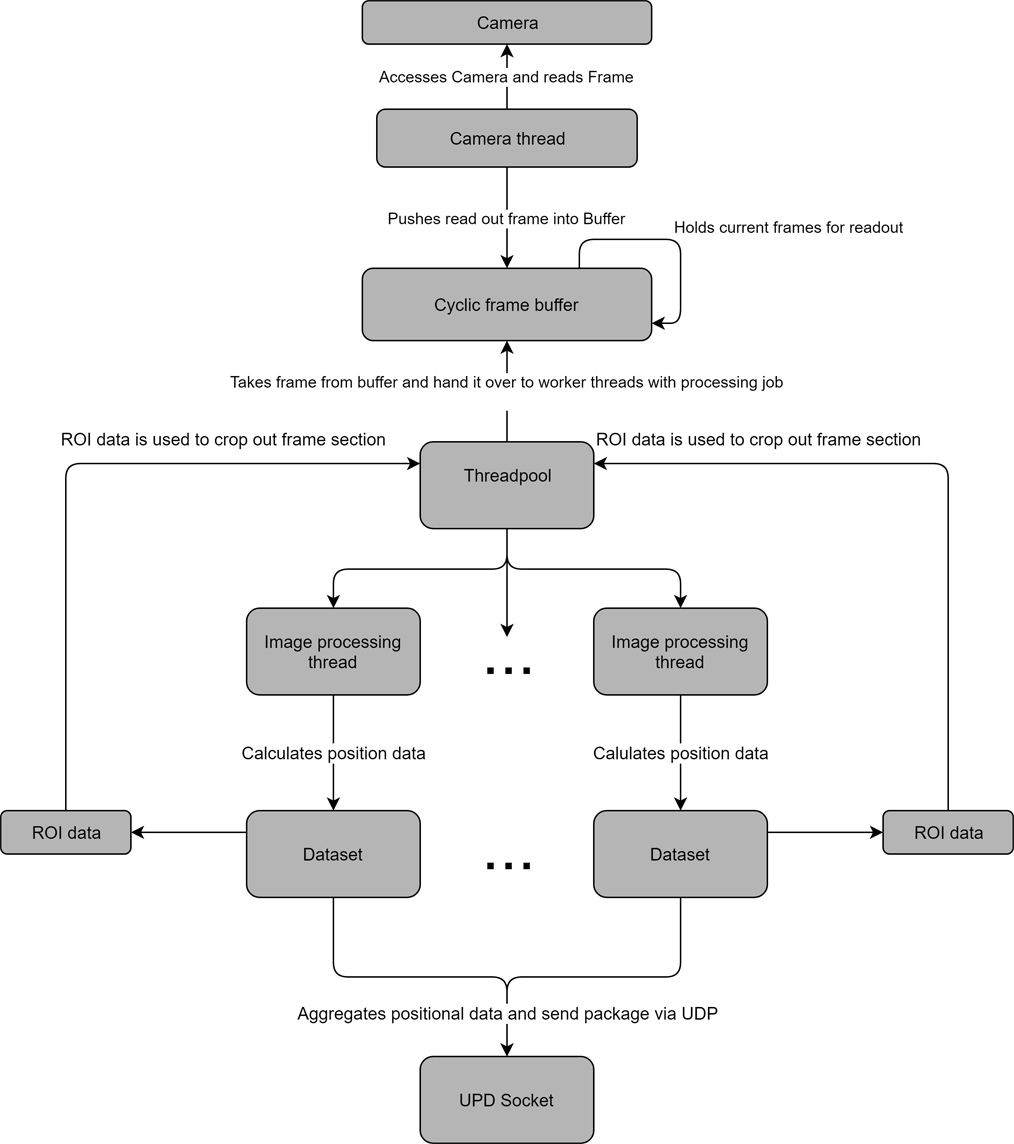 Camera
Accesses Camera and reads Frame
Camera thread
Pushes read out frame into Buffer
Holds current frames for readout
Cyclic frame buffer
Takes frame from buffer and hand it over to worker threads with processing job
ROI data is used to crop out frame section
ROI data is used to crop out frame section
Threadpool
Image processing
thread
...
Image processing
thread
Calculates position data
Calulates position data
ROI data
Dataset
...
Dataset
ROI data
Aggregates positional data and send package via UDP
UPD Socket